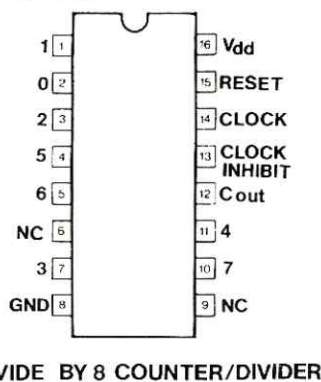 1 1
0 2
2 3
5 4
6 5
NC 6
3 7
GND 8
16 Vdd
15 RESET
14 CLOCK
13 CLOCK
INHIBIT
12 Cout
11 4
10 7
9 NC
VIDE BY 8 COUNTER/DIVIDER